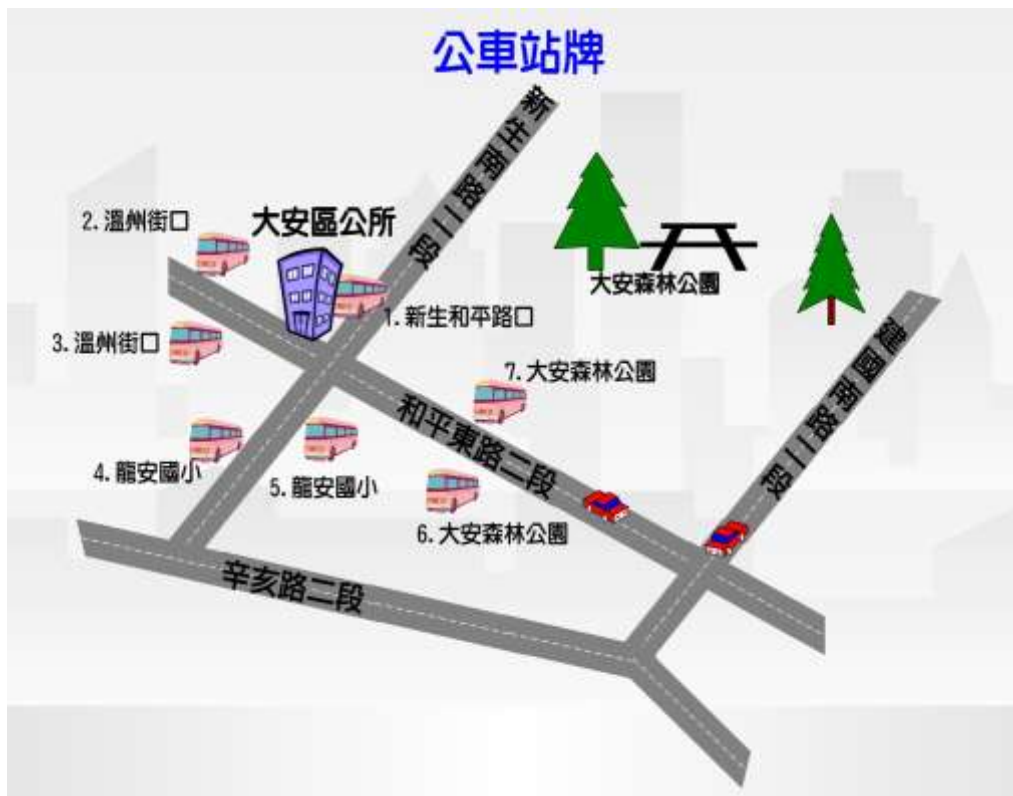 公車站牌
新生南路二段
2.溫州街口
大安區公所
大安森林公園
1.新生和平路口
3.溫州街口
建國南路二段
7.大安森林公園
和平東路二段
4.龍安國小
5.龍安國小
6.大安森林公園
辛亥路二段